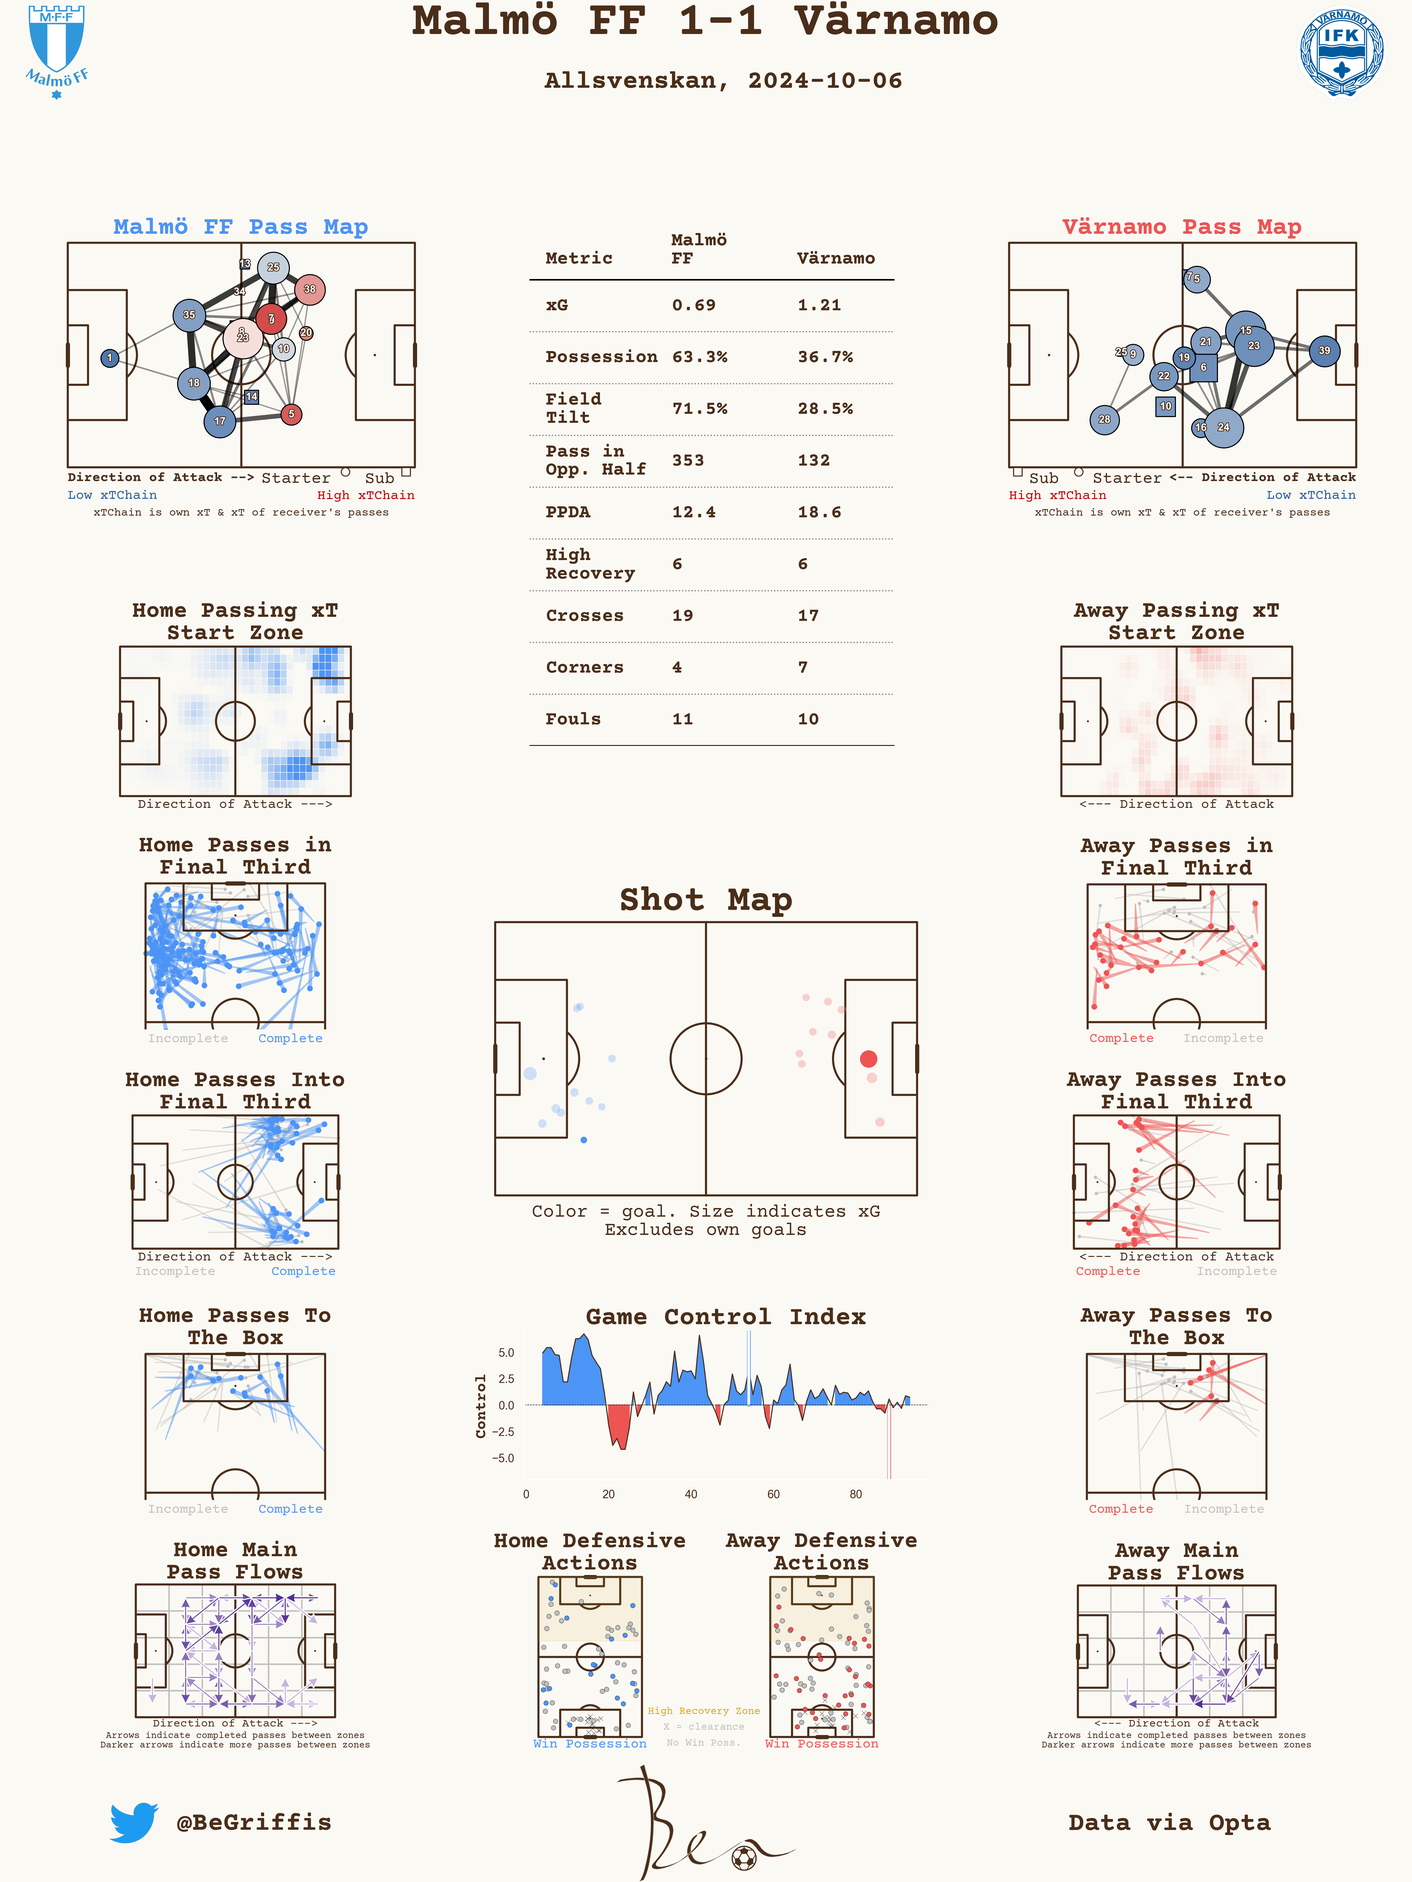 Malmö FF 1-1 Värnamo
Allsvenskan, 2024-10-06
M·F·F
Malmö FF
VÄRNAMO
IFK
Malmö FF Pass Map
13
25
34
38
35
7
8
23
20
10
1
18
14
17
5
Direction of Attack --> Starter Sub
Low xTChain High xTChain
xTChain is own xT & xT of receiver's passes
Metric Malmö FF Värnamo
xG 0.69 1.21
Possession 63.3% 36.7%
Field Tilt 71.5% 28.5%
Pass in Opp. Half 353 132
PPDA 12.4 18.6
High Recovery 6 6
Crosses 19 17
Corners 4 7
Fouls 11 10
Värnamo Pass Map
7
5
15
21
23
39
25
9
19
6
22
10
28
16
24
Sub Starter <-- Direction of Attack
High xTChain Low xTChain
xTChain is own xT & xT of receiver's passes
Home Passing xT
Start Zone
Direction of Attack --->
Away Passing xT
Start Zone
<--- Direction of Attack
Home Passes in
Final Third
Incomplete Complete
Shot Map
Color = goal. Size indicates xG
Excludes own goals
Away Passes in
Final Third
Complete Incomplete
Home Passes Into
Final Third
Direction of Attack --->
Incomplete Complete
Away Passes Into
Final Third
<--- Direction of Attack
Complete Incomplete
Home Passes To
The Box
Incomplete Complete
Game Control Index
Control
5.0
2.5
0.0
−2.5
−5.0
0 20 40 60 80
Away Passes To
The Box
Complete Incomplete
Home Main
Pass Flows
Direction of Attack --->
Arrows indicate completed passes between zones
Darker arrows indicate more passes between zones
Home Defensive
Actions
Win Possession
High Recovery Zone
X = clearance
No Win Poss.
Away Defensive
Actions
Win Possession
Away Main
Pass Flows
<--- Direction of Attack
Arrows indicate completed passes between zones
Darker arrows indicate more passes between zones
@BeGriffis
Ben
Data via Opta